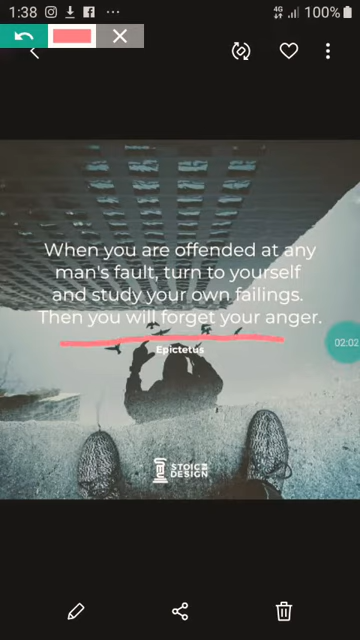 1:38
4G
100%
When you are offended at any
man's fault, turn to yourself
and study your own failings.
Then you will forget your anger.
Epictetus
02:02
STOIC
DESIGN